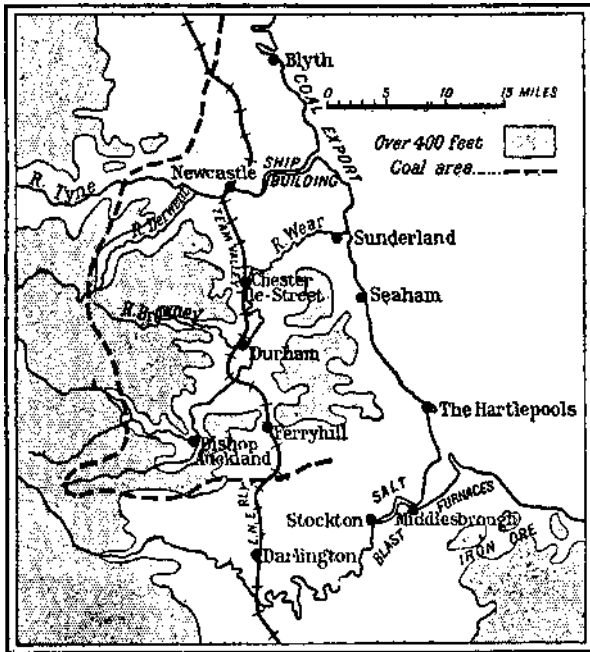 Blyth
COAL EXPORT
0 5 10 15 MILES
Over 400 feet
Coal area
R. Tyne
Newcastle
SHIP
BUILDING
R. Derwent
TEAM VALLEY
R. Wear
Sunderland
Chester
-le-Street
Seaham
R. Browney
Durham
The Hartlepools
Ferryhill
Bishop
Auckland
L.N.E. RLY
SALT
Stockton
Middlesbrough
BLAST FURNACES
IRON ORE
Darlington